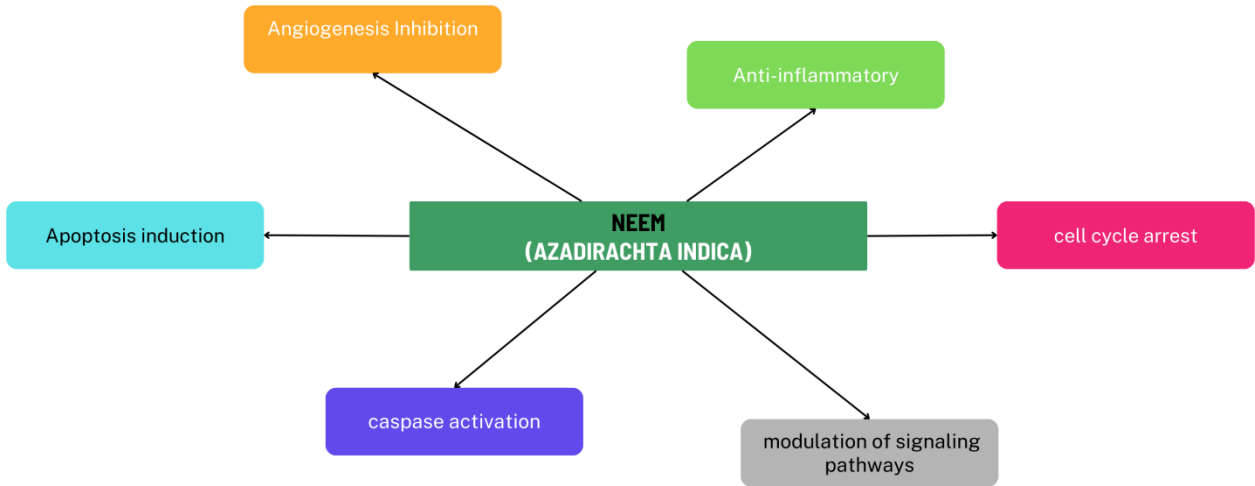 Angiogenesis Inhibition
Anti-inflammatory
NEEM
(AZADIRACHTA INDICA)
Apoptosis induction
cell cycle arrest
caspase activation
modulation of signaling
pathways